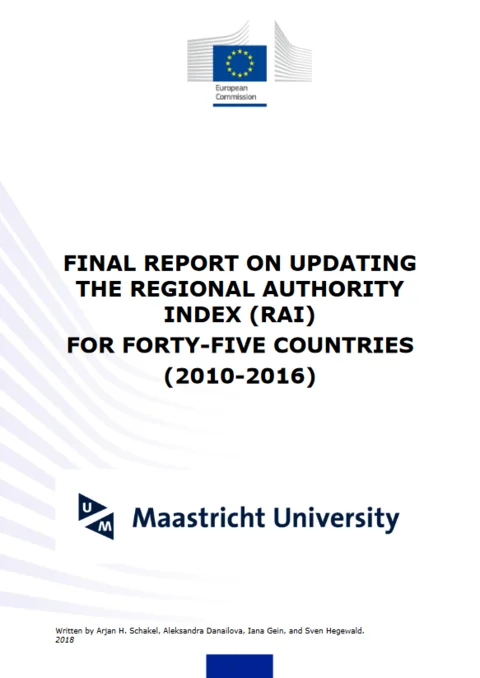 European
Commission
FINAL REPORT ON UPDATING
THE REGIONAL AUTHORITY
INDEX (RAI)
FOR FORTY-FIVE COUNTRIES
(2010-2016)
U
M
Maastricht University
Written by Arjan H. Schakel, Aleksandra Danailova, Iana Gein, and Sven Hegewald.
2018